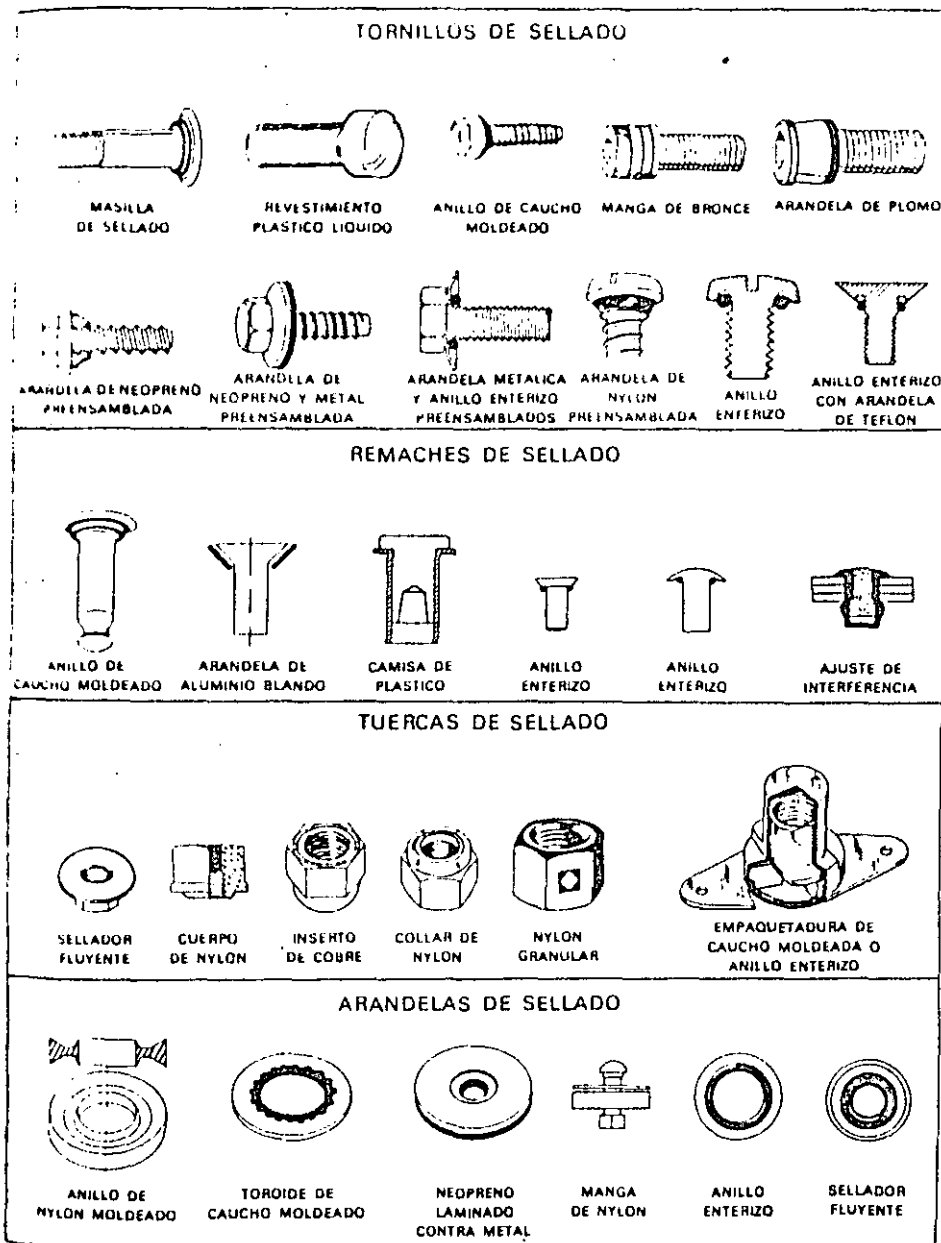 TORNILLOS DE SELLADO
MASILLA
DE SELLADO
REVESTIMIENTO
PLASTICO LIQUIDO
ANILLO DE CAUCHO
MOLDEADO
MANGA DE BRONCE
ARANDELA DE PLOMO
ARANDELA DE NEOPRENO
PREENSAMBLADA
ARANDELA DE
NEOPRENO Y METAL
PREENSAMBLADA
ARANDELA METALICA
Y ANILLO ENTERIZO
PREENSAMBLADOS
ARANDELA DE
NYLON
PREENSAMBLADA
ANILLO
ENTERIZO
ANILLO ENTERIZO
CON ARANDELA
DE TEFLON
REMACHES DE SELLADO
ANILLO DE
CAUCHO MOLDEADO
ARANDELA DE
ALUMINIO BLANDO
CAMISA DE
PLASTICO
ANILLO
ENTERIZO
ANILLO
ENTERIZO
AJUSTE DE
INTERFERENCIA
TUERCAS DE SELLADO
SELLADOR
FLUYENTE
CUERPO
DE NYLON
INSERTO
DE COBRE
COLLAR DE
NYLON
NYLON
GRANULAR
EMPAQUETADURA DE
CAUCHO MOLDEADA O
ANILLO ENTERIZO
ARANDELAS DE SELLADO
ANILLO DE
NYLON MOLDEADO
TOROIDE DE
CAUCHO MOLDEADO
NEOPRENO
LAMINADO
CONTRA METAL
MANGA
DE NYLON
ANILLO
ENTERIZO
SELLADOR
FLUYENTE